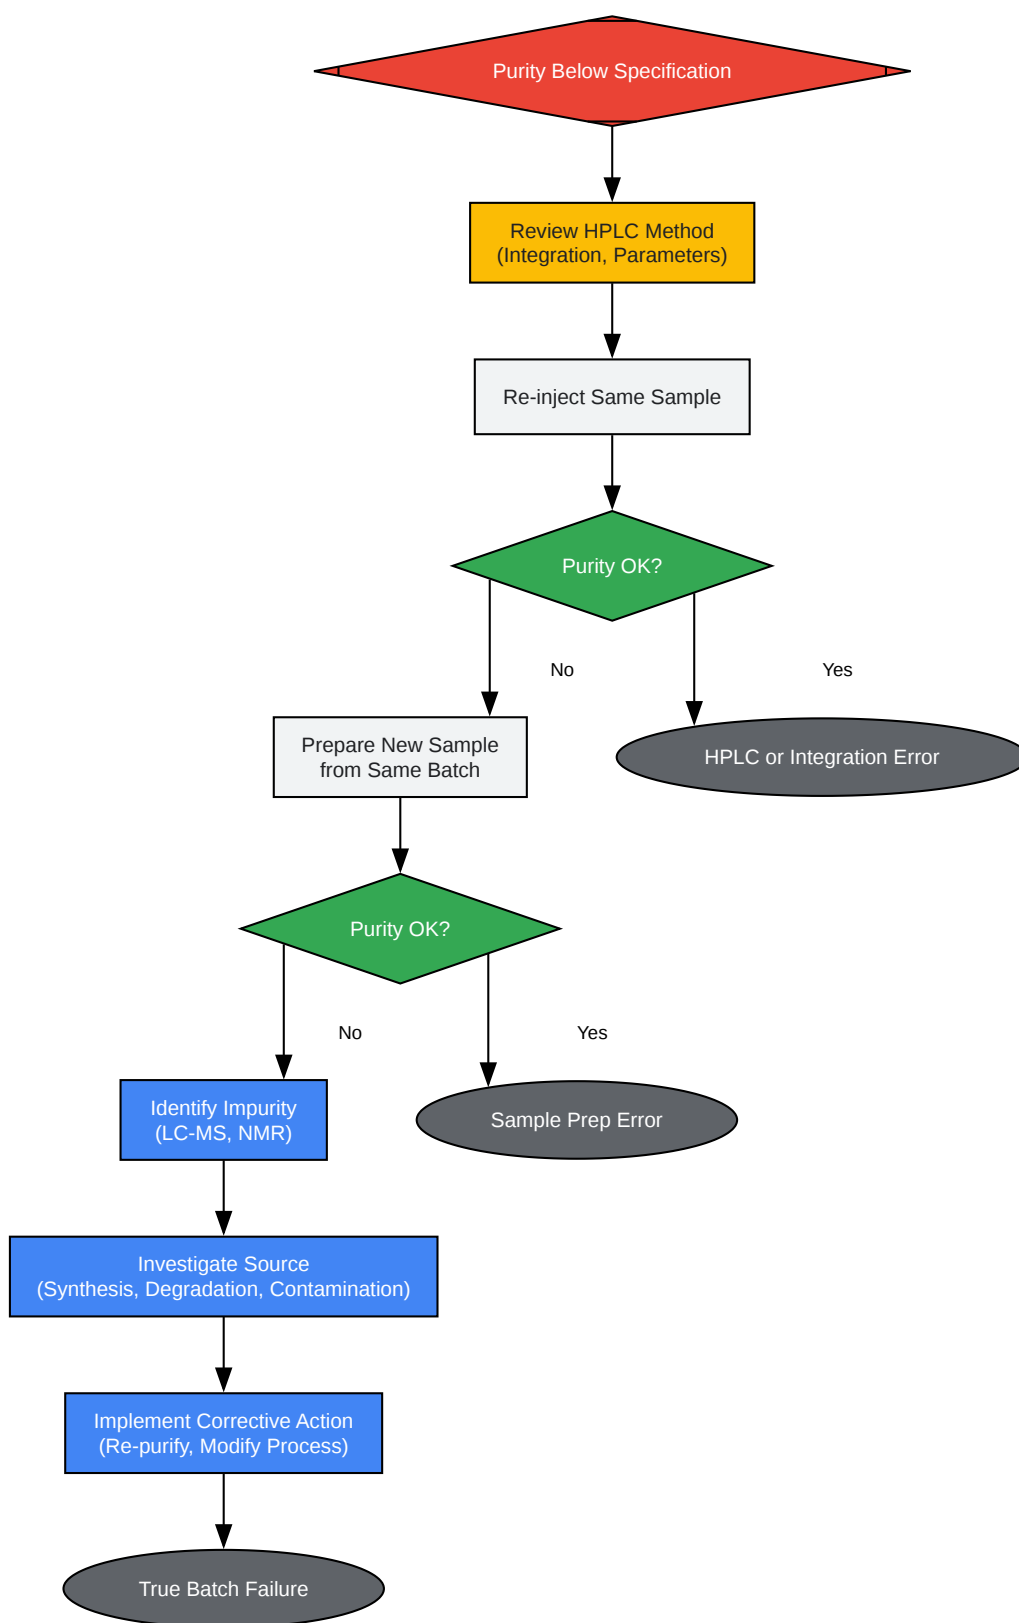 Purity Below Specification
Review HPLC Method
(Integration, Parameters)
Re-inject Same Sample
Purity OK?
No
Yes
Prepare New Sample
from Same Batch
HPLC or Integration Error
Purity OK?
No
Yes
Identify Impurity
(LC-MS, NMR)
Sample Prep Error
Investigate Source
(Synthesis, Degradation, Contamination)
Implement Corrective Action
(Re-purify, Modify Process)
True Batch Failure